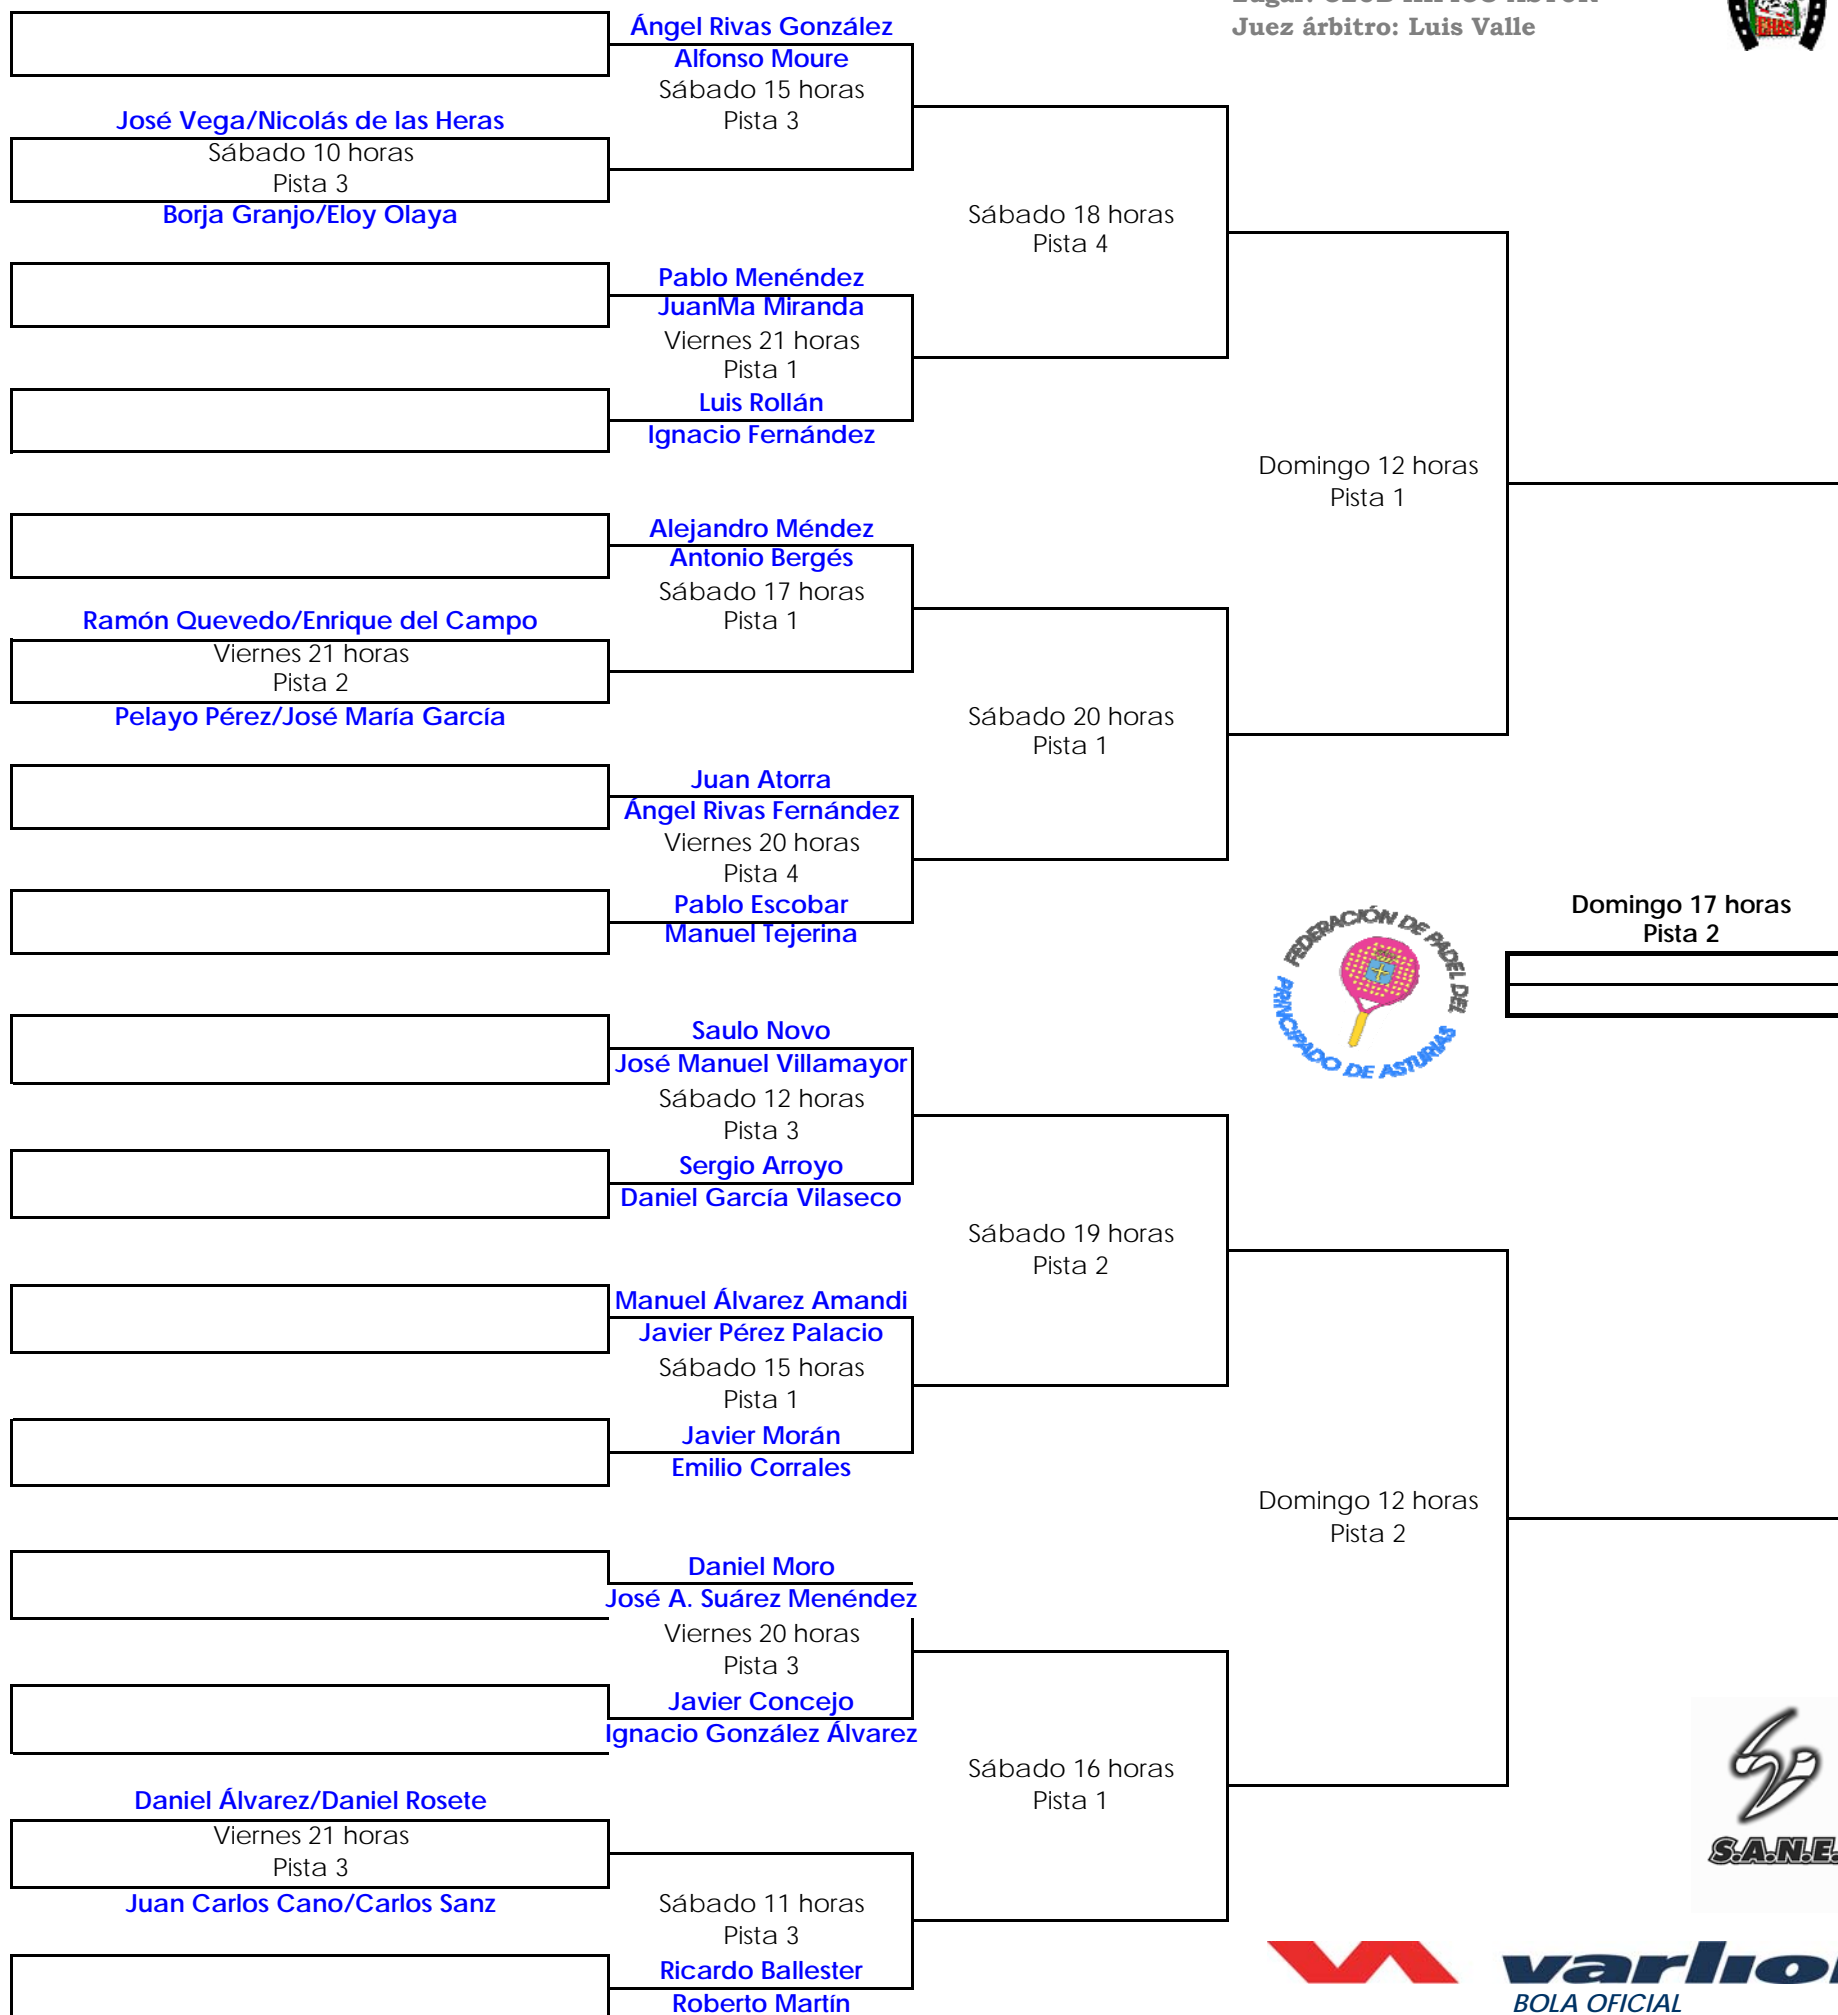 Juez árbitro: Luis Valle
Ángel Rivas González
Alfonso Moure
Sábado 15 horas
Pista 3
José Vega/Nicolás de las Heras
Sábado 10 horas
Pista 3
Borja Granjo/Eloy Olaya
Sábado 18 horas
Pista 4
Pablo Menéndez
JuanMa Miranda
Viernes 21 horas
Pista 1
Luis Rollán
Ignacio Fernández
Domingo 12 horas
Pista 1
Alejandro Méndez
Antonio Bergés
Sábado 17 horas
Pista 1
Ramón Quevedo/Enrique del Campo
Viernes 21 horas
Pista 2
Pelayo Pérez/José María García
Sábado 20 horas
Pista 1
Juan Atorra
Ángel Rivas Fernández
Viernes 20 horas
Pista 4
Pablo Escobar
Manuel Tejerina
FEDERACIÓN DE PADEL DEL
PRINCIPADO DE ASTURIAS
Domingo 17 horas
Pista 2
Saulo Novo
José Manuel Villamayor
Sábado 12 horas
Pista 3
Sergio Arroyo
Daniel García Vilaseco
Sábado 19 horas
Pista 2
Manuel Álvarez Amandi
Javier Pérez Palacio
Sábado 15 horas
Pista 1
Javier Morán
Emilio Corrales
Domingo 12 horas
Pista 2
Daniel Moro
José A. Suárez Menéndez
Viernes 20 horas
Pista 3
Javier Concejo
Ignacio González Álvarez
Sábado 16 horas
Pista 1
Daniel Álvarez/Daniel Rosete
Viernes 21 horas
Pista 3
Juan Carlos Cano/Carlos Sanz
S.A.N.E.
Sábado 11 horas
Pista 3
Ricardo Ballester
Roberto Martín
BOLA OFICIAL